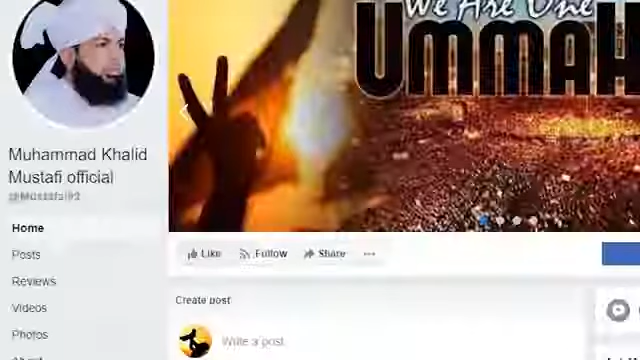 We Are One
UMMAH
Muhammad Khalid
Mustafi official
Home
Posts
Reviews
Videos
Photos
Like
Follow
Share
Create post
Write a post